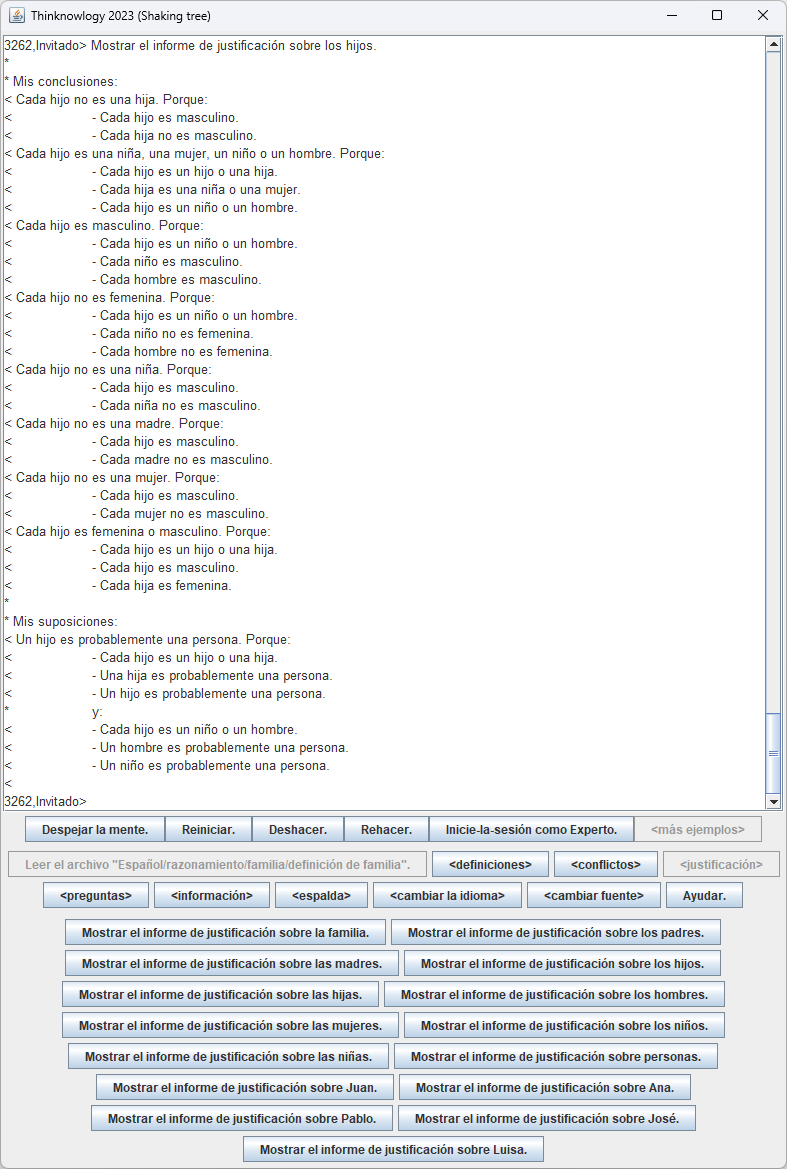 Thinknowlogy 2023 (Shaking tree)
3262,Invitado> Mostrar el informe de justificación sobre los hijos.
*
* Mis conclusiones:
< Cada hijo no es una hija. Porque:
< - Cada hijo es masculino.
< - Cada hija no es masculino.
< Cada hijo es una niña, una mujer, un niño o un hombre. Porque:
< - Cada hijo es un hijo o una hija.
< - Cada hija es una niña o una mujer.
< - Cada hijo es un niño o un hombre.
< Cada hijo es masculino. Porque:
< - Cada hijo es un niño o un hombre.
< - Cada niño es masculino.
< - Cada hombre es masculino.
< Cada hijo no es femenina. Porque:
< - Cada hijo es un niño o un hombre.
< - Cada niño no es femenina.
< - Cada hombre no es femenina.
< Cada hijo no es una niña. Porque:
< - Cada hijo es masculino.
< - Cada niña no es masculino.
< Cada hijo no es una madre. Porque:
< - Cada hijo es masculino.
< - Cada madre no es masculino.
< Cada hijo no es una mujer. Porque:
< - Cada hijo es masculino.
< - Cada mujer no es masculino.
< Cada hijo es femenina o masculino. Porque:
< - Cada hijo es un hijo o una hija.
< - Cada hijo es masculino.
< - Cada hija es femenina.
*
* Mis suposiciones:
< Un hijo es probablemente una persona. Porque:
< - Cada hijo es un hijo o una hija.
< - Una hija es probablemente una persona.
< - Un hijo es probablemente una persona.
* y:
< - Cada hijo es un niño o un hombre.
< - Un hombre es probablemente una persona.
< - Un niño es probablemente una persona.
<
3262,Invitado>
Despejar la mente. Reiniciar. Deshacer. Rehacer. Inicie-la-sesión como Experto. <más ejemplos>
Leer el archivo "Español/razonamiento/familia/definición de familia". <definiciones> <conflictos> <justificación>
<preguntas> <información> <espalda> <cambiar la idioma> <cambiar fuente> Ayudar.
Mostrar el informe de justificación sobre la familia. Mostrar el informe de justificación sobre los padres.
Mostrar el informe de justificación sobre las madres. Mostrar el informe de justificación sobre los hijos.
Mostrar el informe de justificación sobre las hijas. Mostrar el informe de justificación sobre los hombres.
Mostrar el informe de justificación sobre las mujeres. Mostrar el informe de justificación sobre los niños.
Mostrar el informe de justificación sobre las niñas. Mostrar el informe de justificación sobre personas.
Mostrar el informe de justificación sobre Juan. Mostrar el informe de justificación sobre Ana.
Mostrar el informe de justificación sobre Pablo. Mostrar el informe de justificación sobre José.
Mostrar el informe de justificación sobre Luisa.